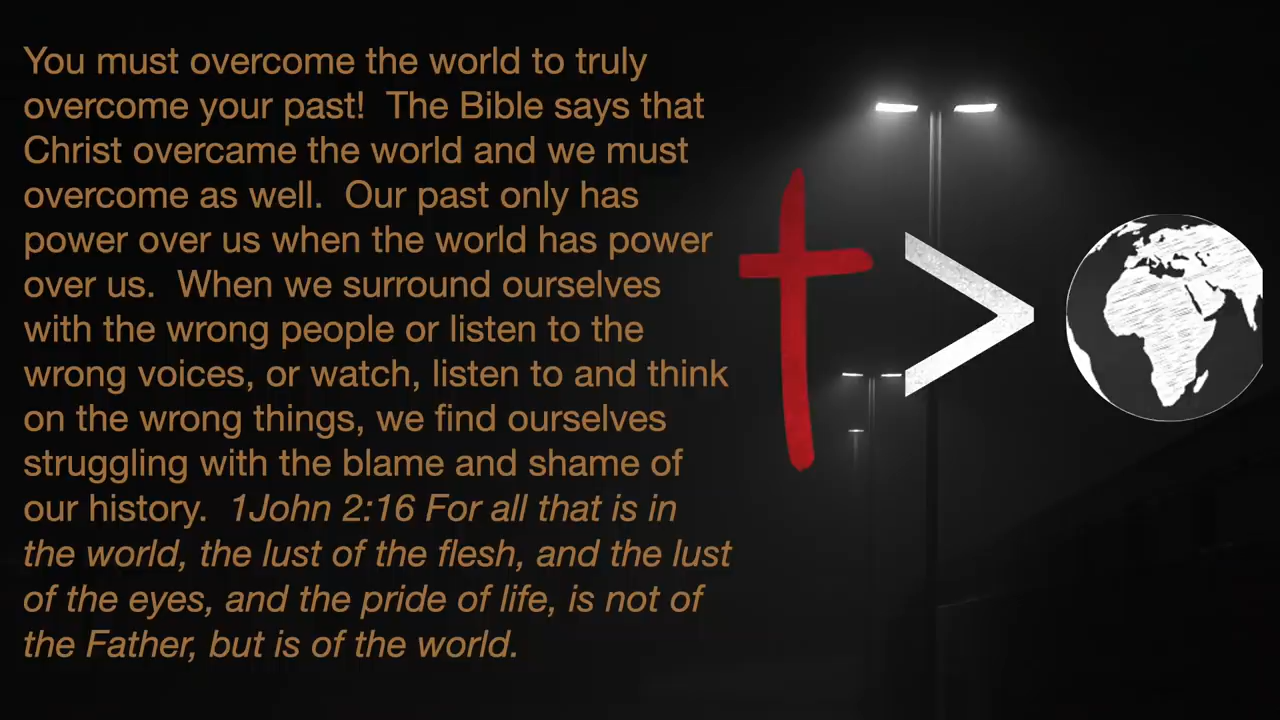 You must overcome the world to truly
overcome your past!  The Bible says that
Christ overcame the world and we must
overcome as well.  Our past only has
power over us when the world has power
over us.  When we surround ourselves
with the wrong people or listen to the
wrong voices, or watch, listen to and think
on the wrong things, we find ourselves
struggling with the blame and shame of
our history.  1John 2:16 For all that is in
the world, the lust of the flesh, and the lust
of the eyes, and the pride of life, is not of
the Father, but is of the world.
>